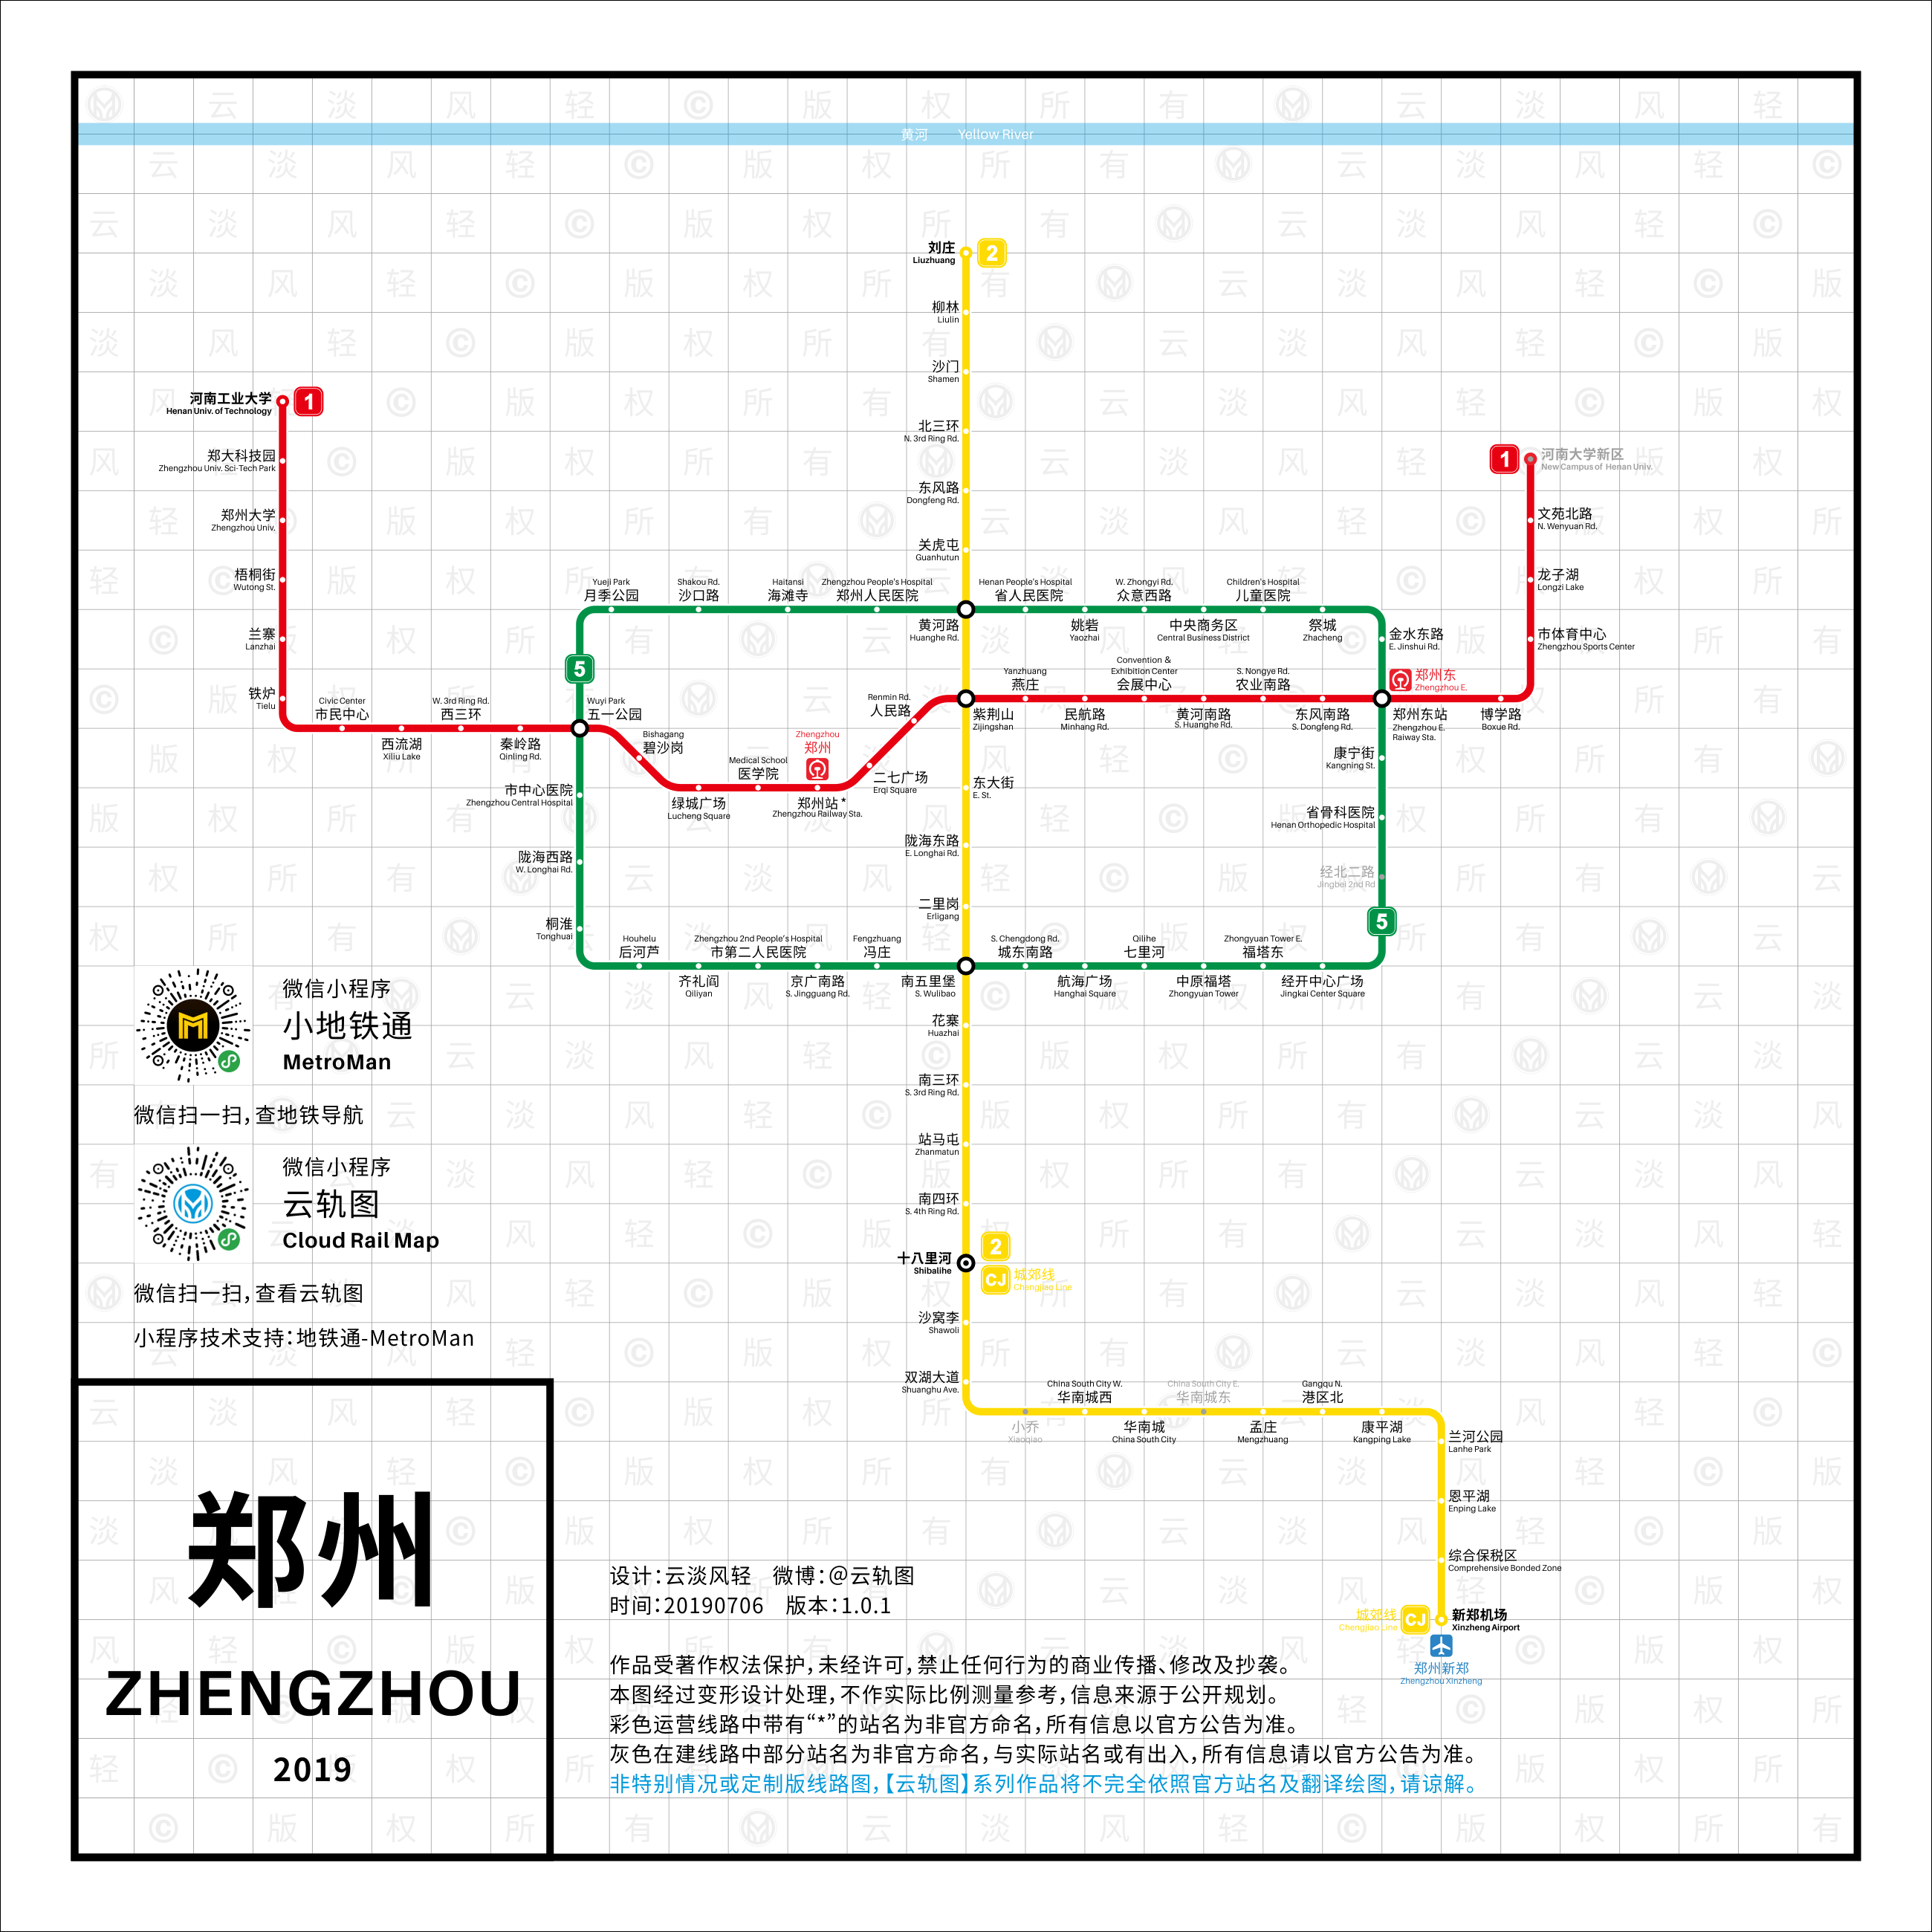 黄河 Yellow River
刘庄
Liuzhuang
2
柳林
Liulin
沙门
Shamen
北三环
N. 3rd Ring Rd.
东风路
Dongfeng Rd.
关虎屯
Guanhutun
河南工业大学
Henan Univ. of Technology
1
郑大科技园
Zhengzhou Univ. Sci-Tech Park
郑州大学
Zhengzhou Univ.
梧桐街
Wutong St.
兰寨
Lanzhai
铁炉
Tielu
1
河南大学新区
New Campus of Henan Univ.
文苑北路
N. Wenyuan Rd.
龙子湖
Longzi Lake
市体育中心
Zhengzhou Sports Center
Yueji Park
月季公园
Shakou Rd.
沙口路
Haitansi
海滩寺
Zhengzhou People's Hospital
郑州人民医院
Henan People's Hospital
省人民医院
W. Zhongyi Rd.
众意西路
Children's Hospital
儿童医院
黄河路
Huanghe Rd.
姚砦
Yaozhai
中央商务区
Central Business District
祭城
Zhacheng
金水东路
E. Jinshui Rd.
5
郑州东
Zhengzhou E.
Civic Center
市民中心
W. 3rd Ring Rd.
西三环
Wuyi Park
五一公园
西流湖
Xiliu Lake
秦岭路
Qinling Rd.
Bishagang
碧沙岗
Medical School
医学院
Zhengzhou
郑州
Renmin Rd.
人民路
绿城广场
Lucheng Square
郑州站 *
Zhengzhou Railway Sta.
二七广场
Erqi Square
Yanzhuang
燕庄
Convention &
Exhibition Center
会展中心
S. Nongye Rd.
农业南路
紫荆山
Zijingshan
民航路
Minhang Rd.
黄河南路
S. Huanghe Rd.
东风南路
S. Dongfeng Rd.
郑州东站
Zhengzhou E.
Raiway Sta.
博学路
Boxue Rd.
市中心医院
Zhengzhou Central Hospital
陇海西路
W. Longhai Rd.
桐淮
Tonghuai
东大街
E. St.
陇海东路
E. Longhai Rd.
二里岗
Erligang
康宁街
Kangning St.
省骨科医院
Henan Orthopedic Hospital
经北二路
Jingbei 2nd Rd
5
Houhelu
后河芦
Zhengzhou 2nd People's Hospital
市第二人民医院
Fengzhuang
冯庄
S. Chengdong Rd.
城东南路
Qilihe
七里河
Zhongyuan Tower E.
福塔东
齐礼阎
Qiliyan
京广南路
S. Jingguang Rd.
南五里堡
S. Wulibao
航海广场
Hanghai Square
中原福塔
Zhongyuan Tower
经开中心广场
Jingkai Center Square
花寨
Huazhai
南三环
S. 3rd Ring Rd.
站马屯
Zhanmatun
南四环
S. 4th Ring Rd.
十八里河
Shibalihe
2
CJ 城郊线
Chengjiao Line
沙窝李
Shawoli
双湖大道
Shuanghu Ave.
小乔
Xiaoqiao
China South City W.
华南城西
华南城
China South City
China South City E.
华南城东
孟庄
Mengzhuang
Gangqu N.
港区北
康平湖
Kangping Lake
兰河公园
Lanhe Park
恩平湖
Enping Lake
综合保税区
Comprehensive Bonded Zone
城郊线 CJ
Chengjiao Line
新郑机场
Xinzheng Airport
郑州新郑
Zhengzhou Xinzheng
微信小程序
小地铁通
MetroMan
微信扫一扫，查地铁导航
微信小程序
云轨图
Cloud Rail Map
微信扫一扫，查看云轨图
小程序技术支持：地铁通-MetroMan
郑州
ZHENGZHOU
2019
设计：云淡风轻 微博：@云轨图
时间：20190706 版本：1.0.1
作品受著作权法保护，未经许可，禁止任何行为的商业传播、修改及抄袭。
本图经过变形设计处理，不作实际比例测量参考，信息来源于公开规划。
彩色运营线路中带有“*”的站名为非官方命名，所有信息以官方公告为准。
灰色在建线路中部分站名为非官方命名，与实际站名或有出入，所有信息请以官方公告为准。
非特别情况或定制版线路图，【云轨图】系列作品将不完全依照官方站名及翻译绘图，请谅解。